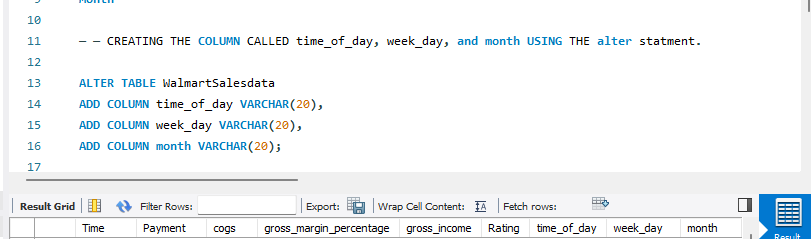 9
Month
10
11 – – CREATING THE COLUMN CALLED time_of_day, week_day, and month USING THE alter statment.
12
13 ALTER TABLE WalmartSalesdata
14 ADD COLUMN time_of_day VARCHAR(20),
15 ADD COLUMN week_day VARCHAR(20),
16 ADD COLUMN month VARCHAR(20);
17
Result Grid Filter Rows: Export: Wrap Cell Content: Fetch rows:
Time Payment cogs gross_margin_percentage gross_income Rating time_of_day week_day month
Result